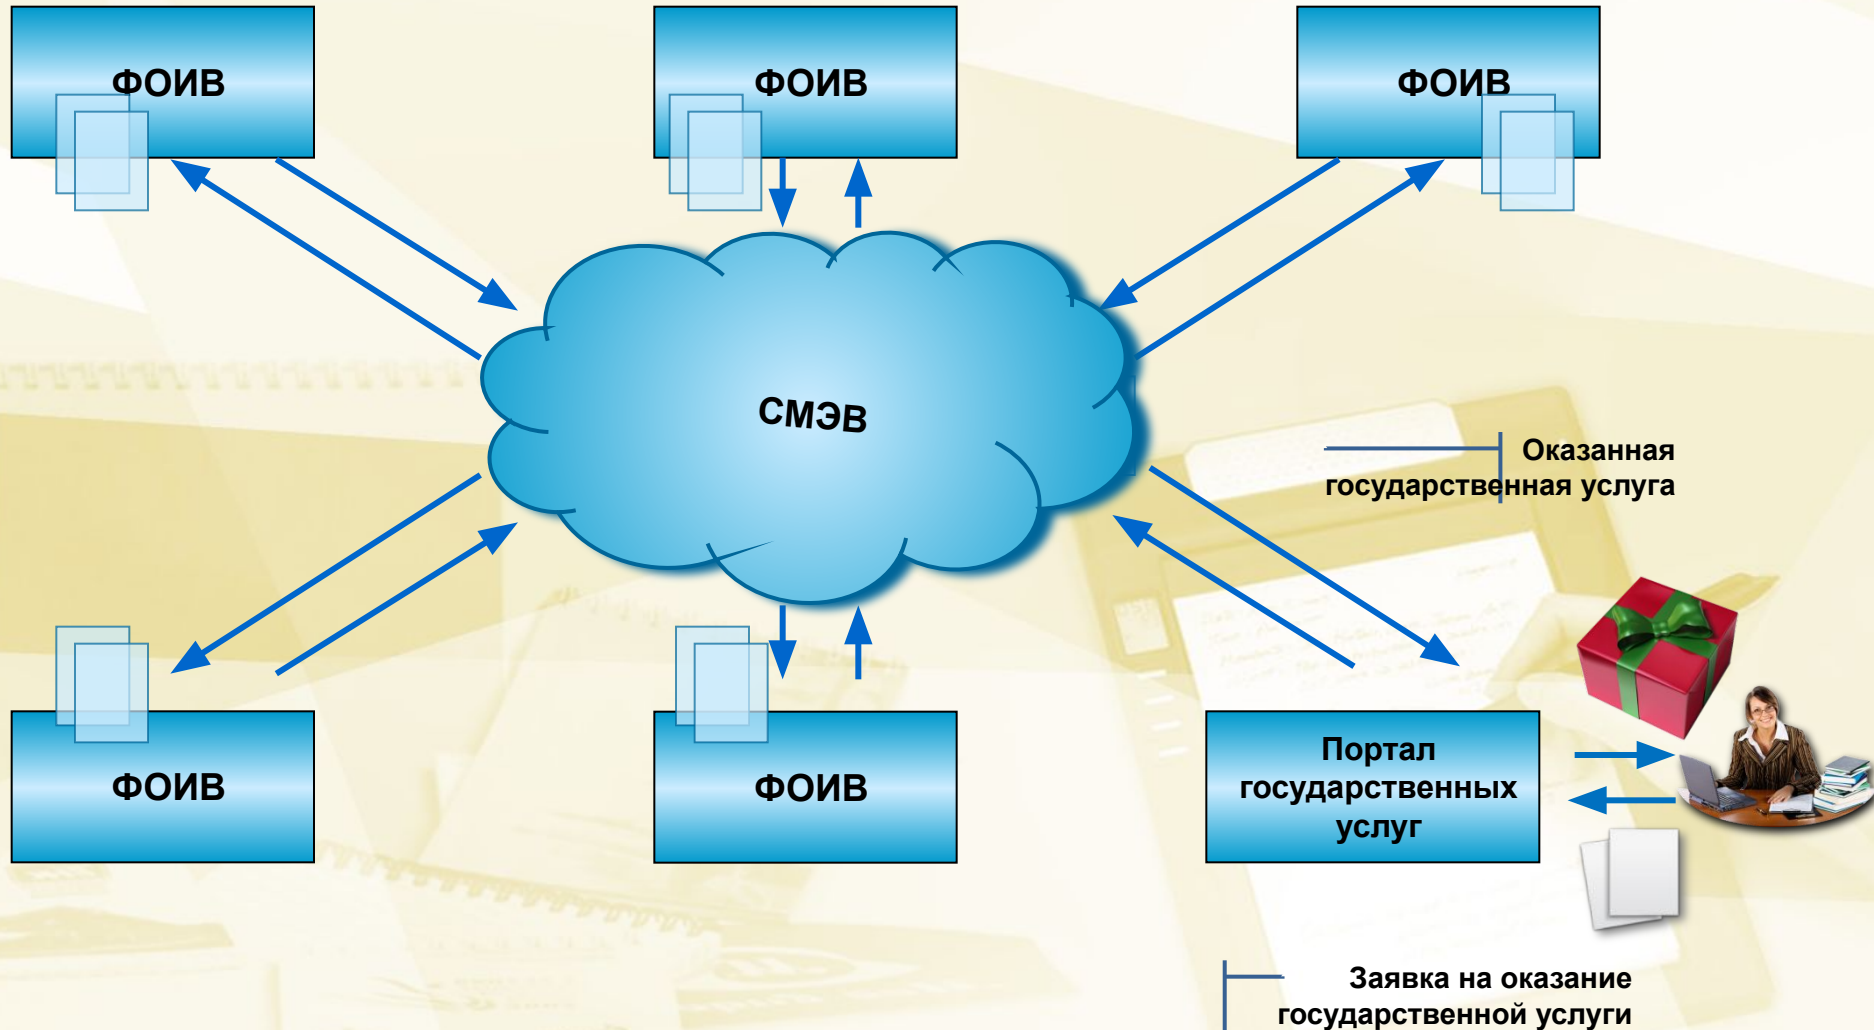 ФОИВ
ФОИВ
ФОИВ
СМЭВ
Оказанная
государственная услуга
ФОИВ
ФОИВ
Портал
государственных
услуг
Заявка на оказание
государственной услуги